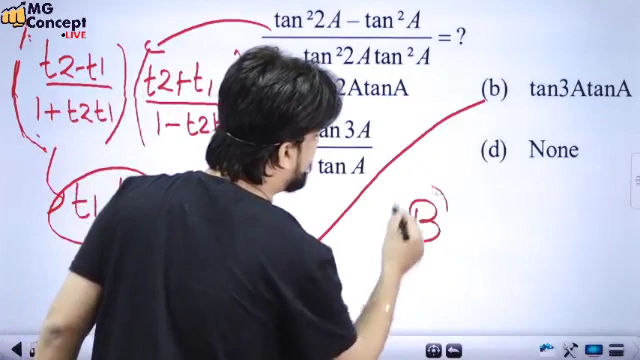 MG
Concept
.LIVE
tan²2A – tan²A
= ?
tan²2A tan²A
2AtanA
(b) tan3AtanA
tan 3A
tan A
(d) None
t2-t1
1+t2t1
t2+t1
1-t2t
t1
B